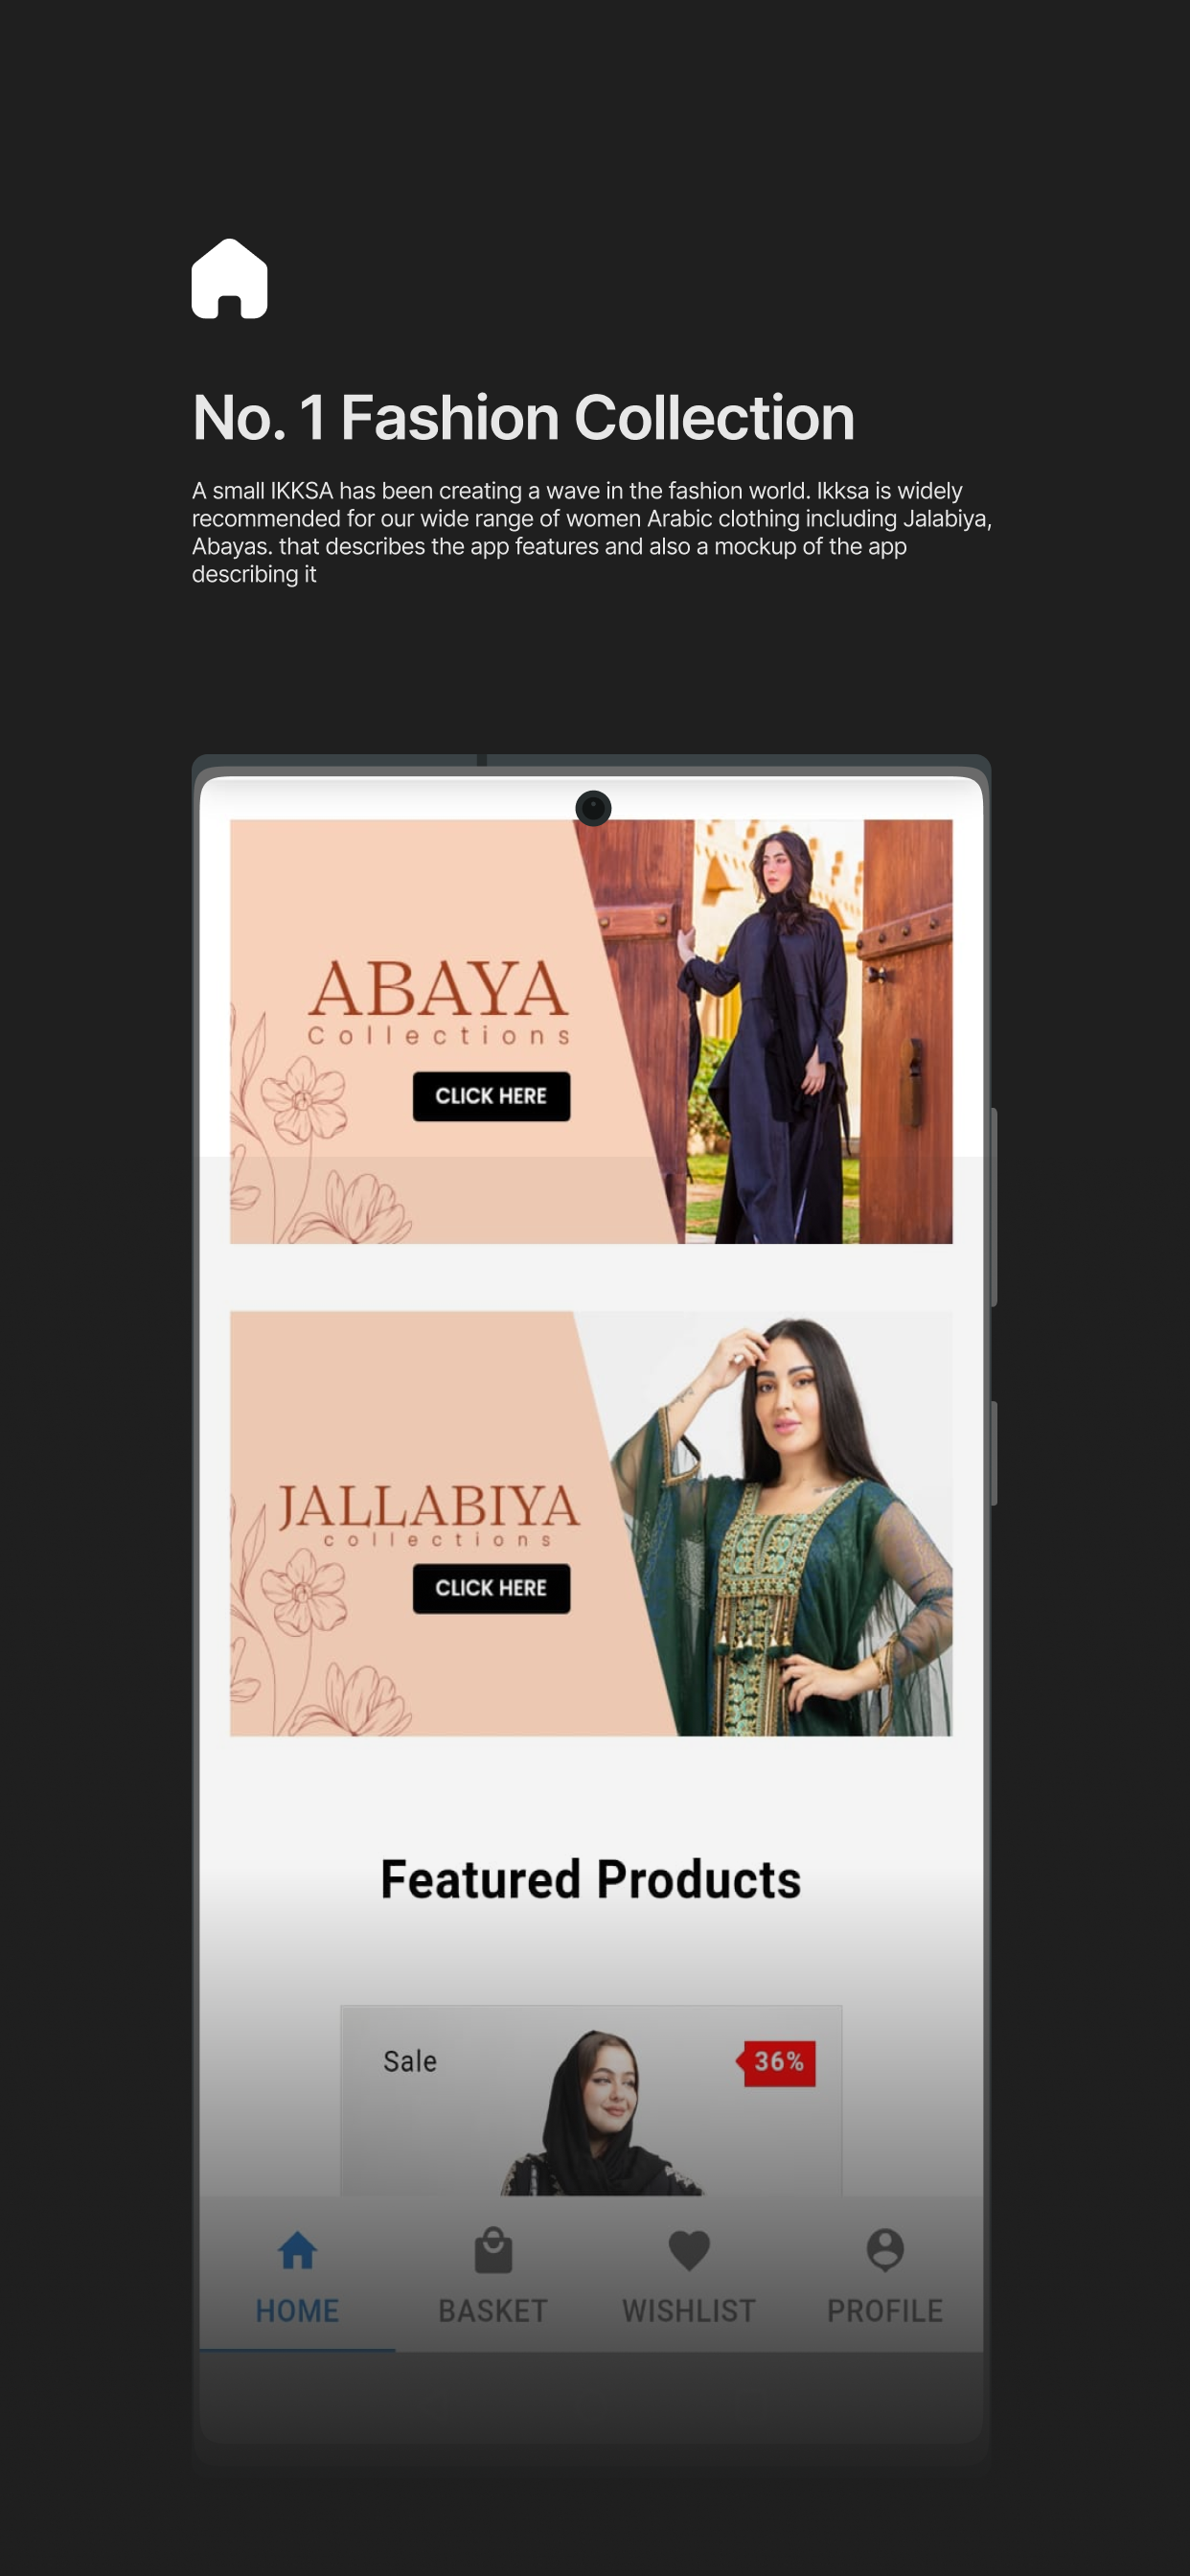 No. 1 Fashion Collection
A small IKKSA has been creating a wave in the fashion world. Ikksa is widely
recommended for our wide range of women Arabic clothing including Jalabiya,
Abayas. that describes the app features and also a mockup of the app
describing it
ABAYA
Collections
CLICK HERE
JALLABIYA
collections
CLICK HERE
Featured Products
Sale
36%
HOME
BASKET
WISHLIST
PROFILE